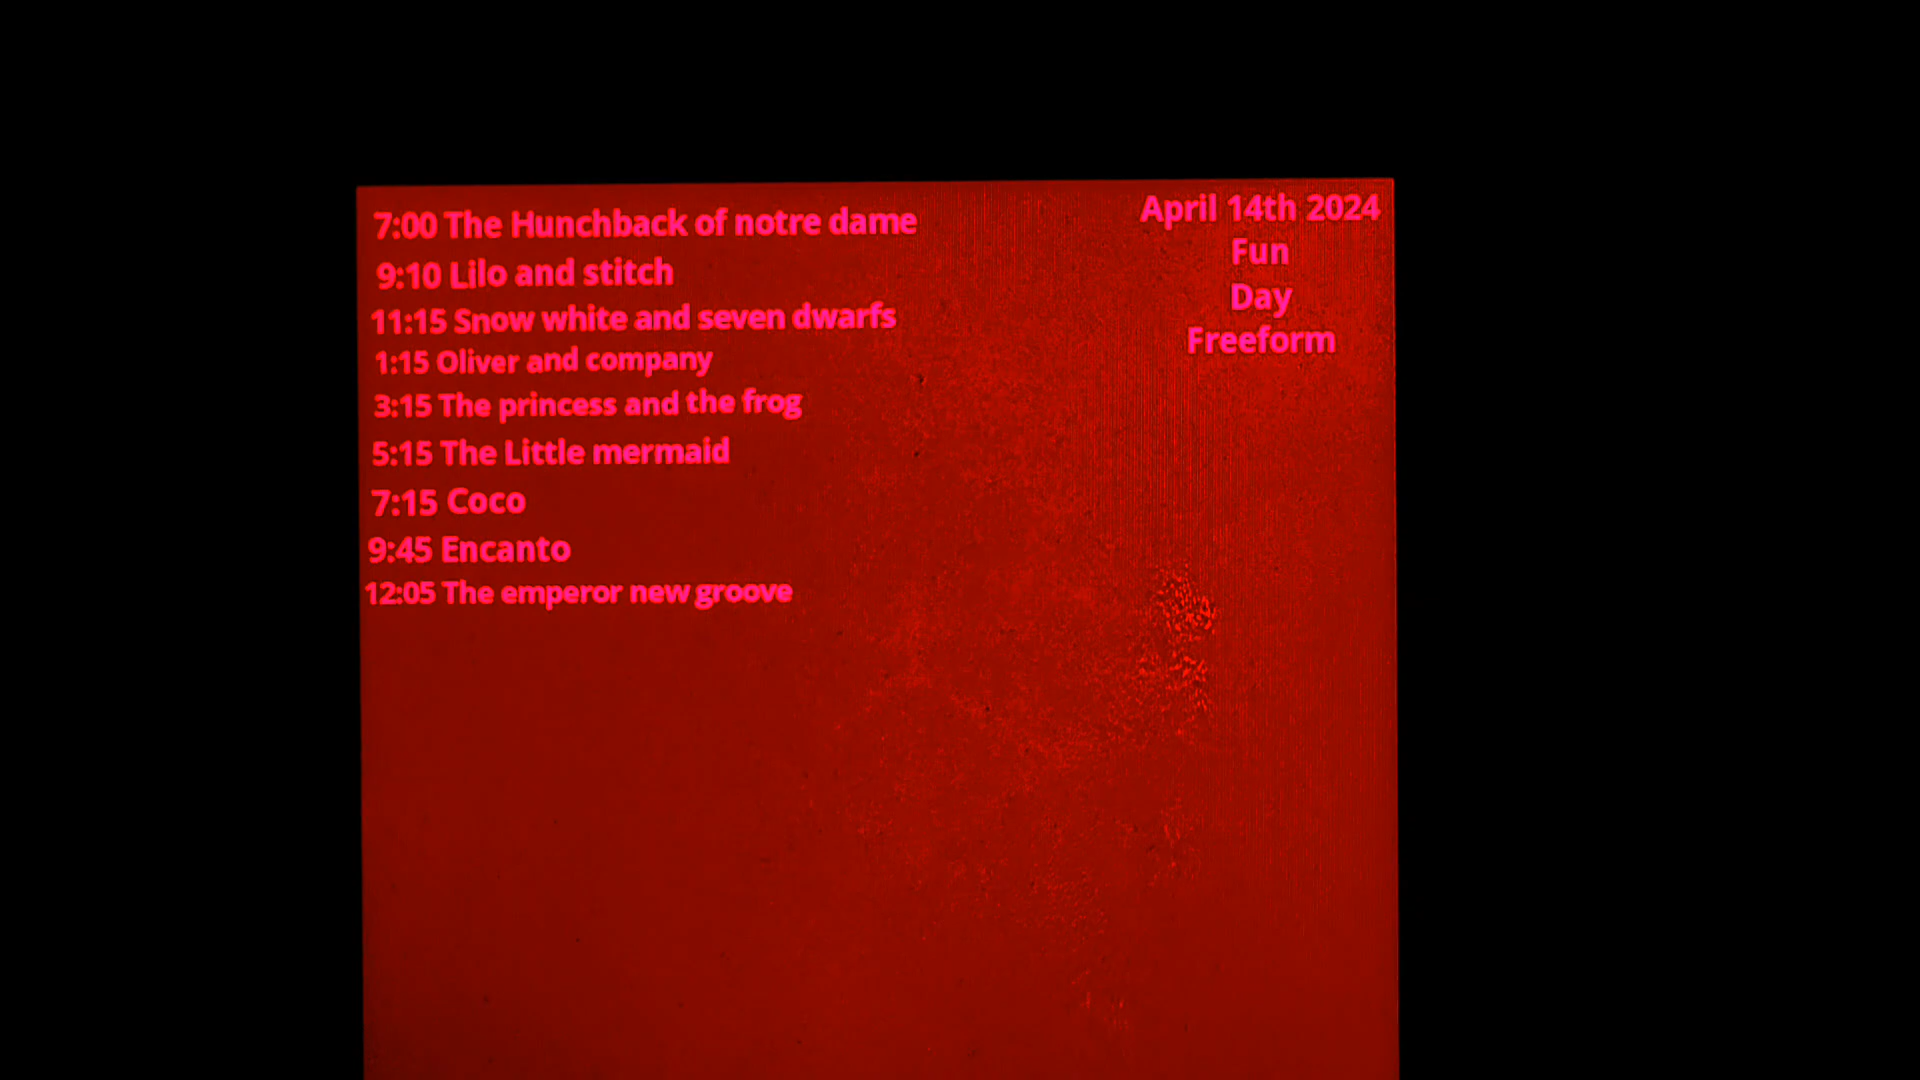 7:00 The Hunchback of notre dame
9:10 Lilo and stitch
11:15 Snow white and seven dwarfs
1:15 Oliver and company
3:15 The princess and the frog
5:15 The Little mermaid
7:15 Coco
9:45 Encanto
12:05 The emperor new groove
April 14th 2024
Fun
Day
Freeform